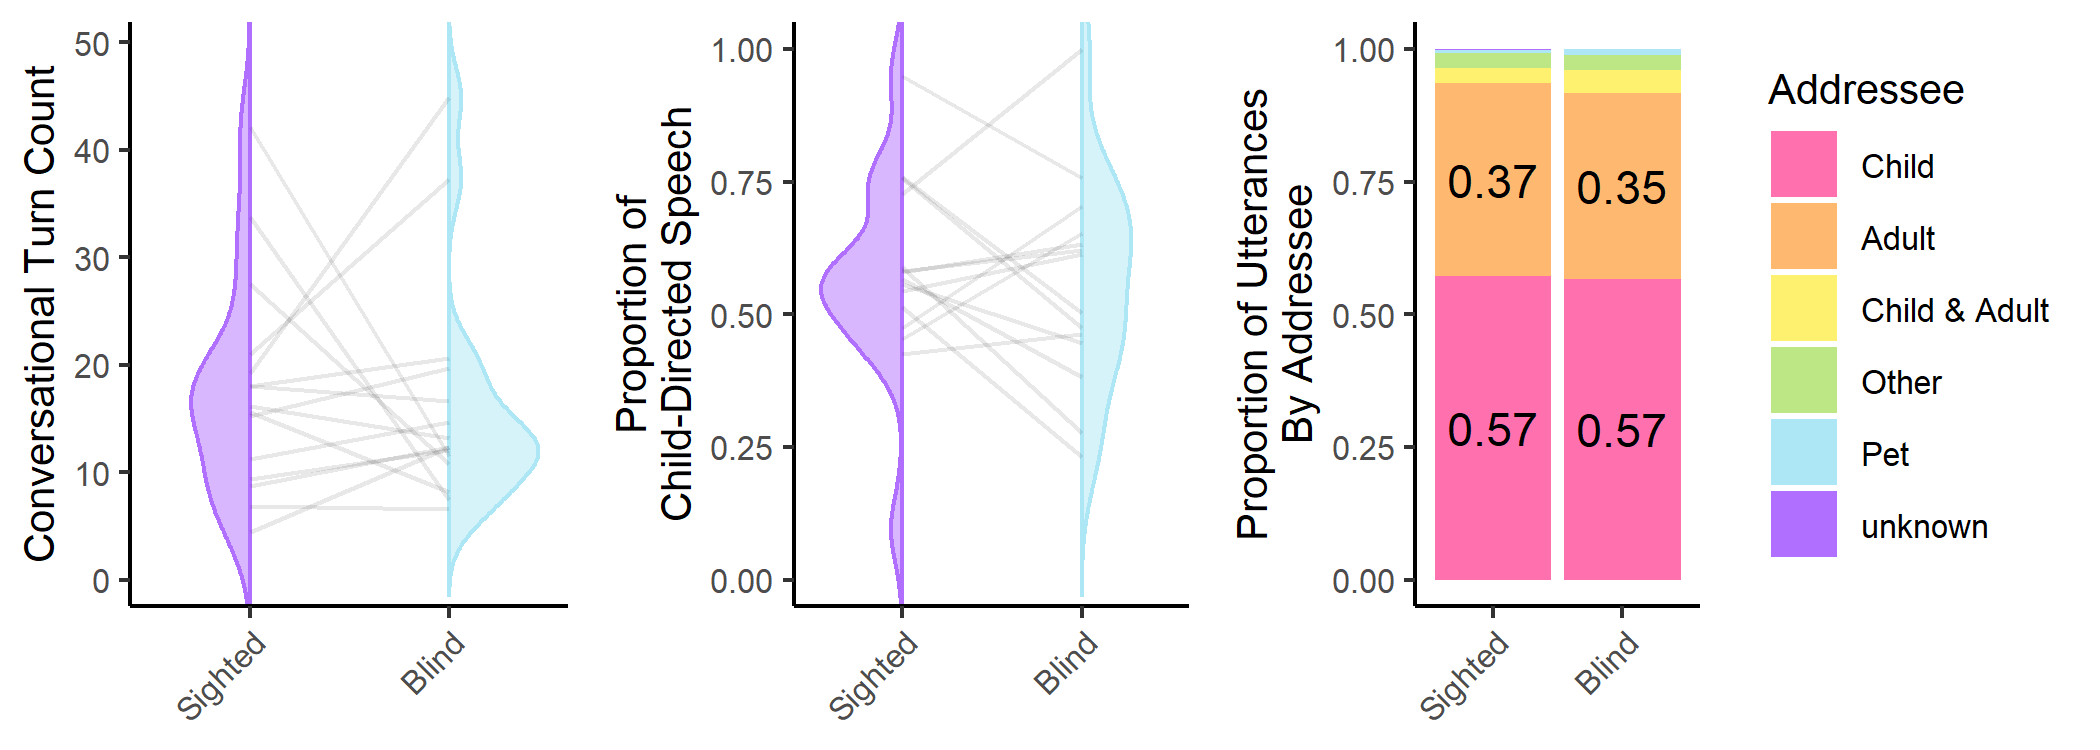 Conversational Turn Count
50
40
30
20
10
0
Sighted
Blind
Proportion of
Child-Directed Speech
1.00
0.75
0.50
0.25
0.00
Sighted
Blind
Proportion of Utterances
By Addressee
1.00
0.75
0.50
0.25
0.00
0.37
0.35
0.57
0.57
Sighted
Blind
Addressee
Child
Adult
Child & Adult
Other
Pet
unknown